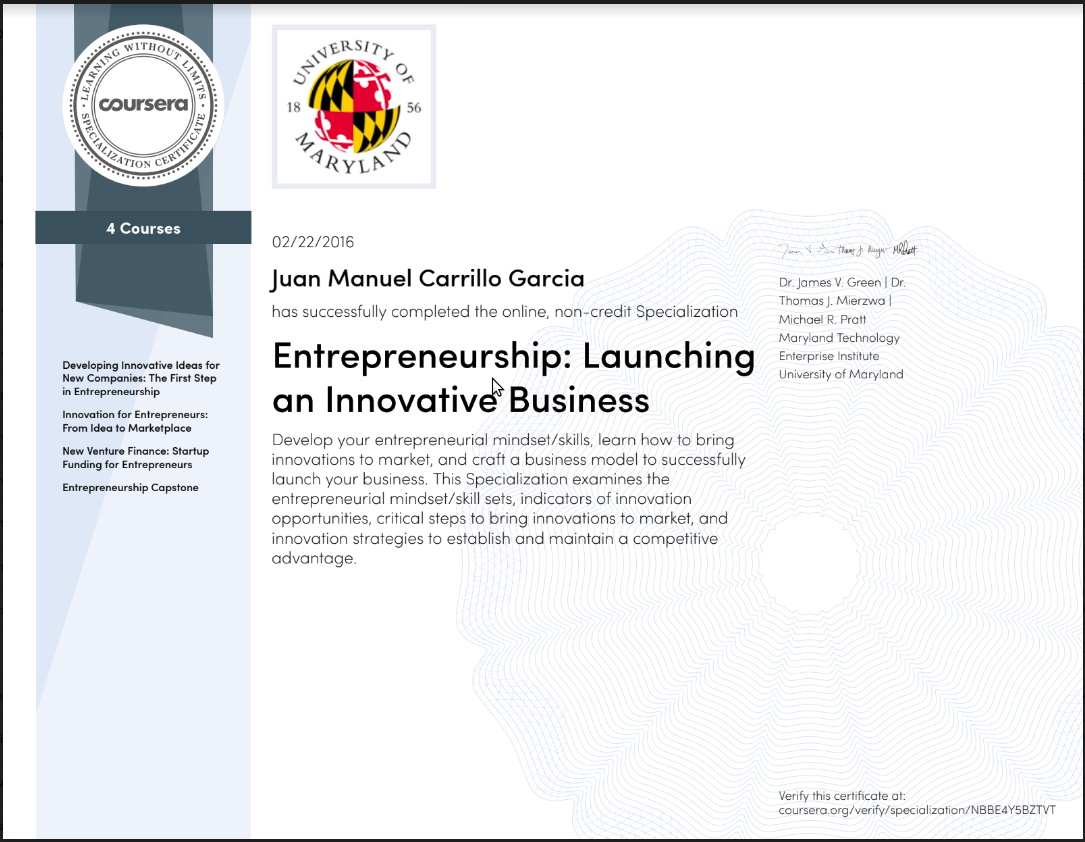 LEARNING WITHOUT LIMITS
coursera
SPECIALIZATION CERTIFICATE
UNIVERSITY OF
18 56
MARYLAND
4 Courses
Developing Innovative Ideas for
New Companies: The First Step
in Entrepreneurship
Innovation for Entrepreneurs:
From Idea to Marketplace
New Venture Finance: Startup
Funding for Entrepreneurs
Entrepreneurship Capstone
02/22/2016
Juan Manuel Carrillo Garcia
has successfully completed the online, non-credit Specialization
Entrepreneurship: Launching
an Innovative Business
Develop your entrepreneurial mindset/skills, learn how to bring
innovations to market, and craft a business model to successfully
launch your business. This Specialization examines the
entrepreneurial mindset/skill sets, indicators of innovation
opportunities, critical steps to bring innovations to market, and
innovation strategies to establish and maintain a competitive
advantage.
Dr. James V. Green | Dr.
Thomas J. Mierzwa |
Michael R. Pratt
Maryland Technology
Enterprise Institute
University of Maryland
Verify this certificate at:
coursera.org/verify/specialization/NBBE4Y5BZTVT